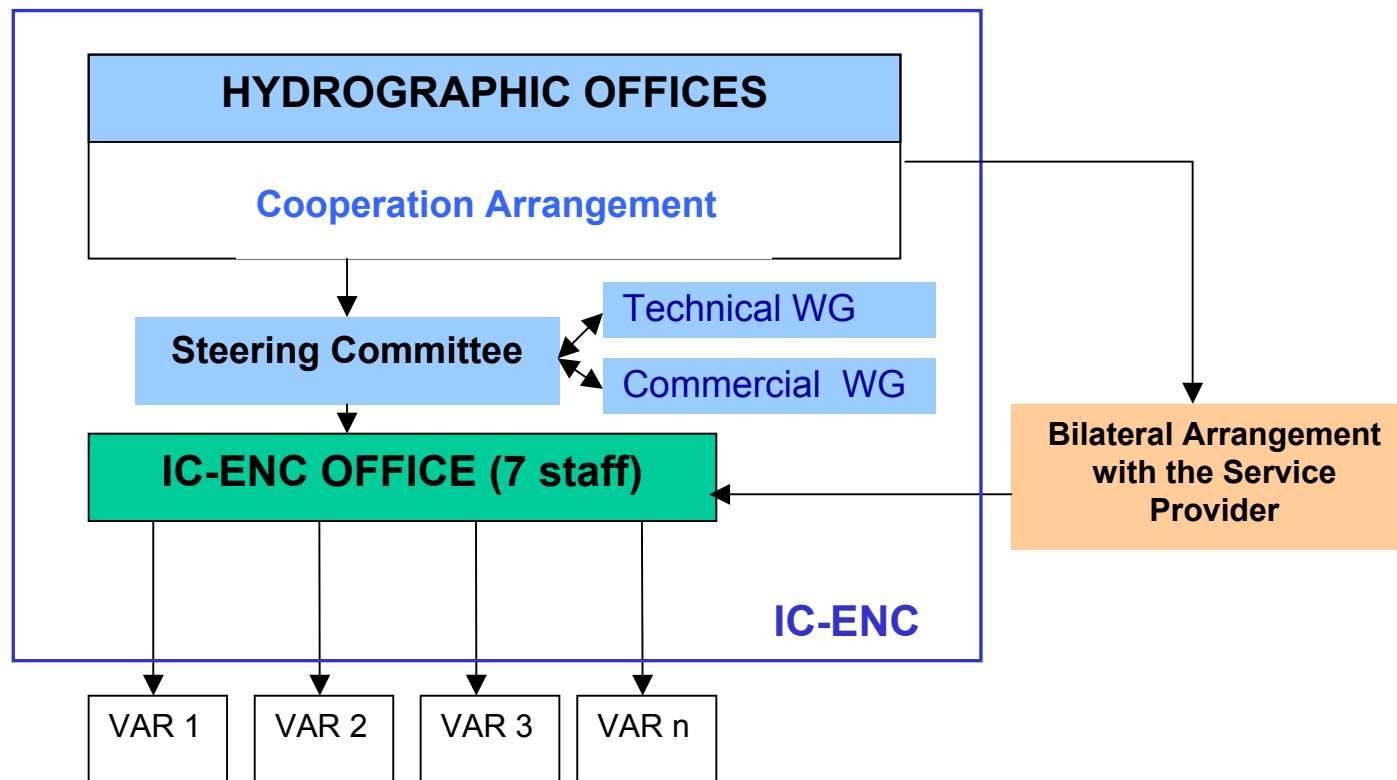 HYDROGRAPHIC OFFICES
Cooperation Arrangement
Technical WG
Steering Committee
Commercial WG
IC-ENC OFFICE (7 staff)
Bilateral Arrangement
with the Service
Provider
IC-ENC
VAR 1
VAR 2
VAR 3
VAR n